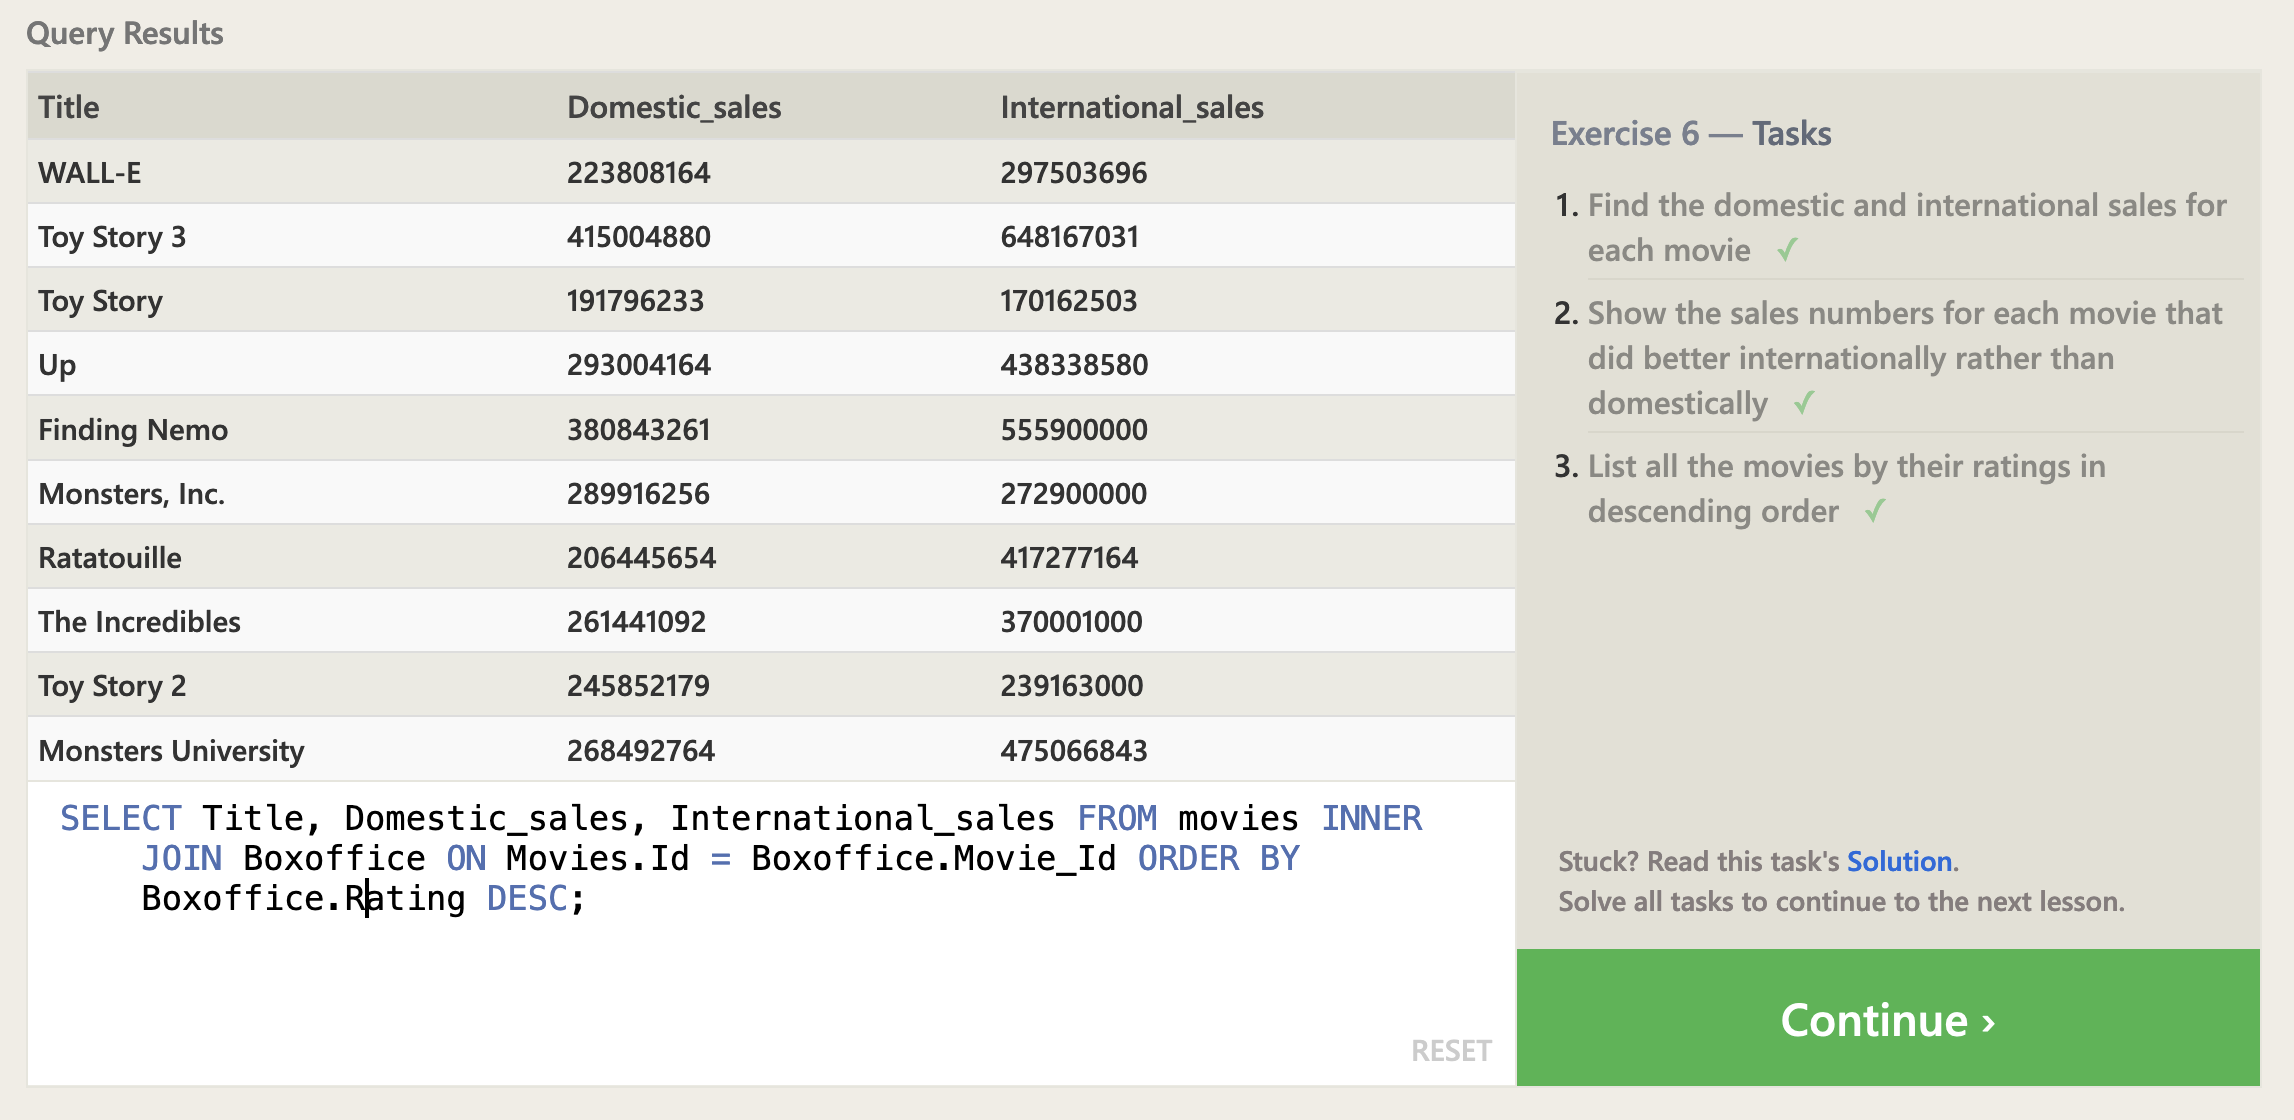 Query Results
Title Domestic_sales International_sales
WALL-E 223808164 297503696
Toy Story 3 415004880 648167031
Toy Story 191796233 170162503
Up 293004164 438338580
Finding Nemo 380843261 555900000
Monsters, Inc. 289916256 272900000
Ratatouille 206445654 417277164
The Incredibles 261441092 370001000
Toy Story 2 245852179 239163000
Monsters University 268492764 475066843
SELECT Title, Domestic_sales, International_sales FROM movies INNER
JOIN Boxoffice ON Movies.Id = Boxoffice.Movie_Id ORDER BY
Boxoffice.Rating DESC;
RESET
Exercise 6 — Tasks
1. Find the domestic and international sales for
each movie ✓
2. Show the sales numbers for each movie that
did better internationally rather than
domestically ✓
3. List all the movies by their ratings in
descending order ✓
Stuck? Read this task's Solution.
Solve all tasks to continue to the next lesson.
Continue ›